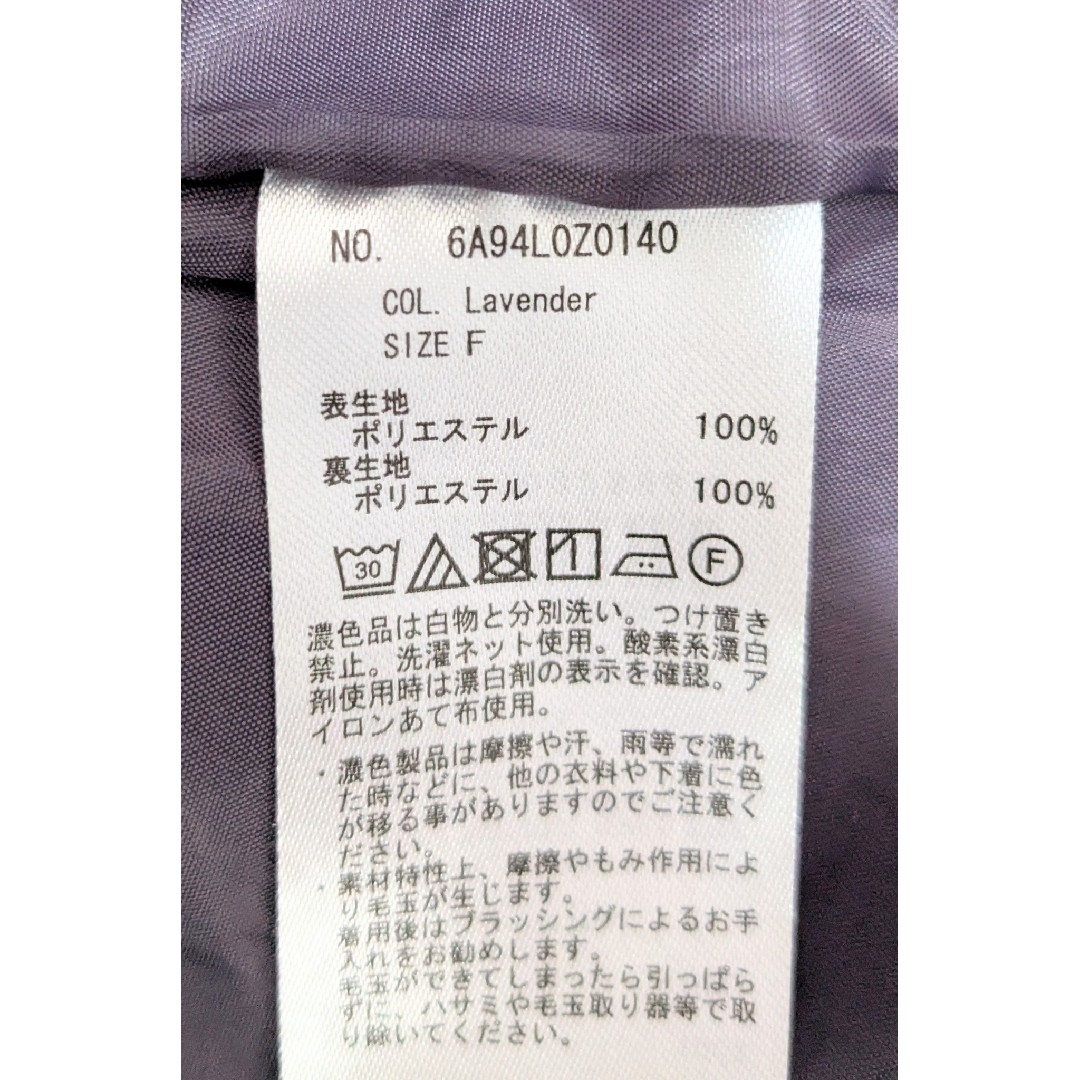 NO. 6A94L0Z0140
COL. Lavender
SIZE F
表生地
ポリエステル 100%
裏生地
ポリエステル 100%
30 F
濃色品は白物と分別洗い。つけ置き
禁止。洗濯ネット使用。酸素系漂白
剤使用時は漂白剤の表示を確認。ア
イロンあて布使用。
・濃色製品は摩擦や汗、雨等で濡れ
た時などに、他の衣料や下着に色
が移る事がありますのでご注意く
ださい。
・素材特性上、摩擦やもみ作用によ
り毛玉が生じます。
着用後はブラッシングによるお手
入れをお勧めします。
毛玉ができてしまったら引っぱら
ずに、ハサミや毛玉取り器等で取
り除いてください。